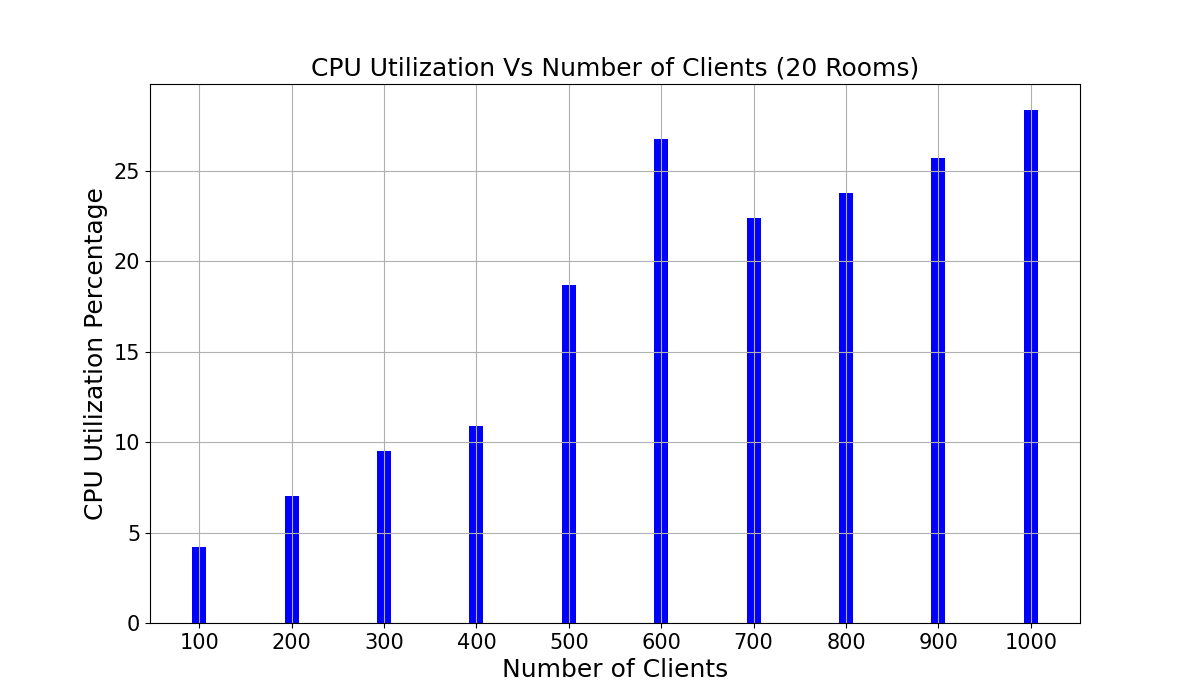 CPU Utilization Vs Number of Clients (20 Rooms)
CPU Utilization Percentage
25
20
15
10
5
0
100 200 300 400 500 600 700 800 900 1000
Number of Clients